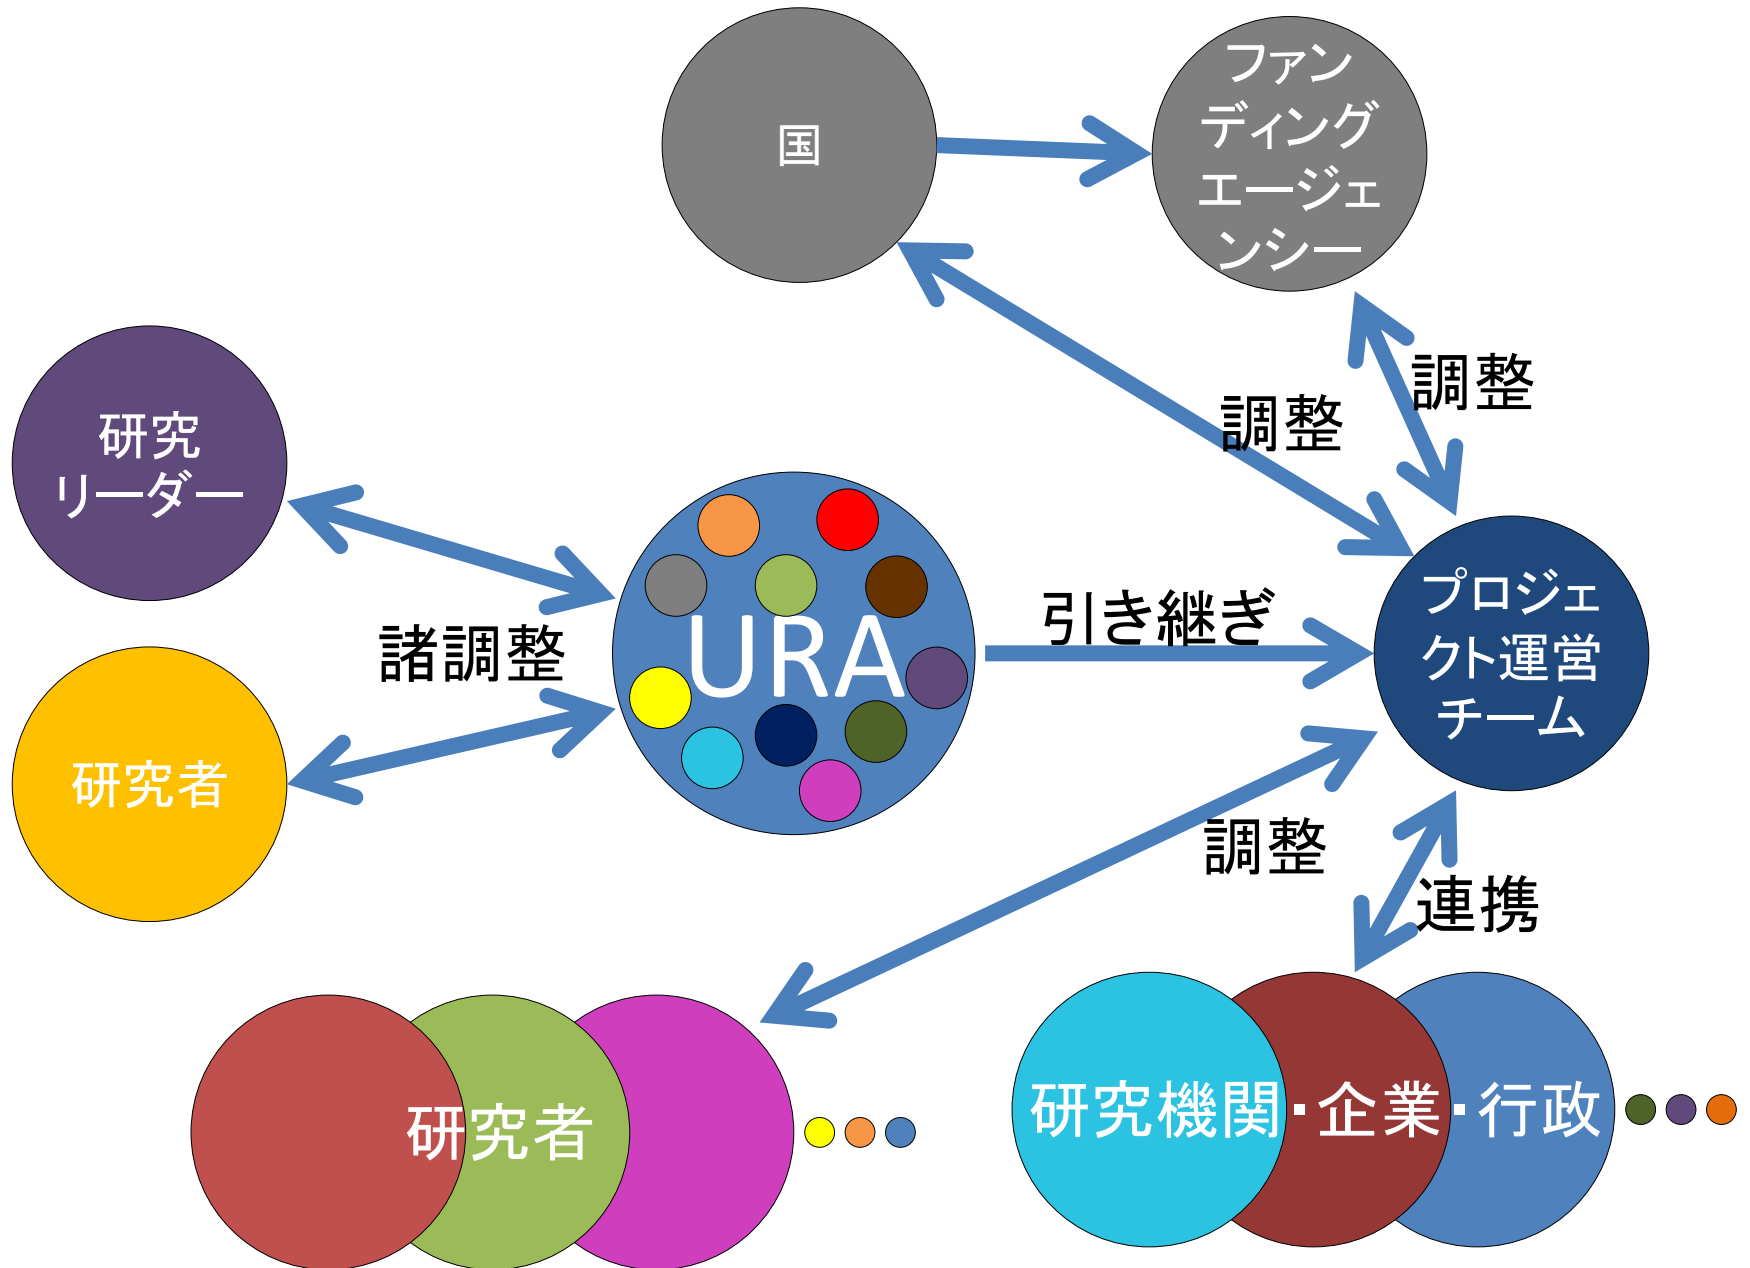 国
ファン
ディング
エージェ
ンシー
調整
調整
研究
リーダー
諸調整
研究者
URA
引き継ぎ
プロジェ
クト運営
チーム
調整
連携
研究者
研究機関・企業・行政